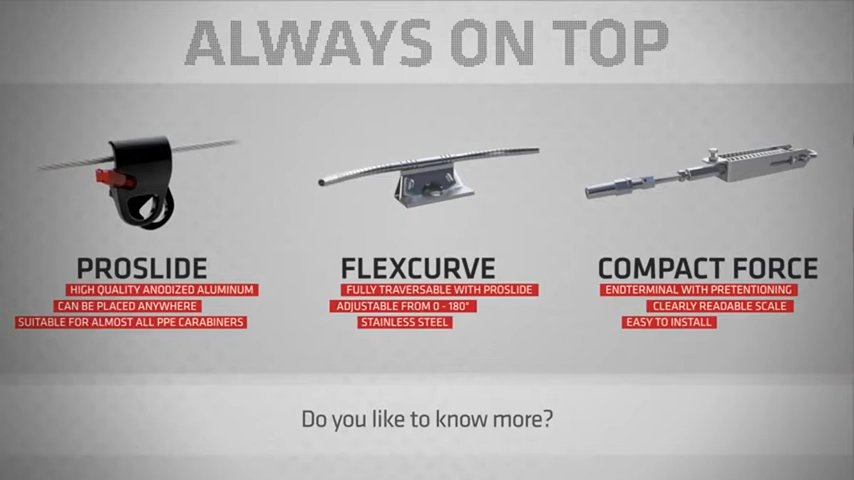 ALWAYS ON TOP
PROSLIDE
HIGH QUALITY ANODIZED ALUMINUM
CAN BE PLACED ANYWHERE
SUITABLE FOR ALMOST ALL PPE CARABINERS
FLEXCURVE
FULLY TRAVERSABLE WITH PROSLIDE
ADJUSTABLE FROM 0 - 180°
STAINLESS STEEL
COMPACT FORCE
ENDTERMINAL WITH PRETENTIONING
CLEARLY READABLE SCALE
EASY TO INSTALL
Do you like to know more?